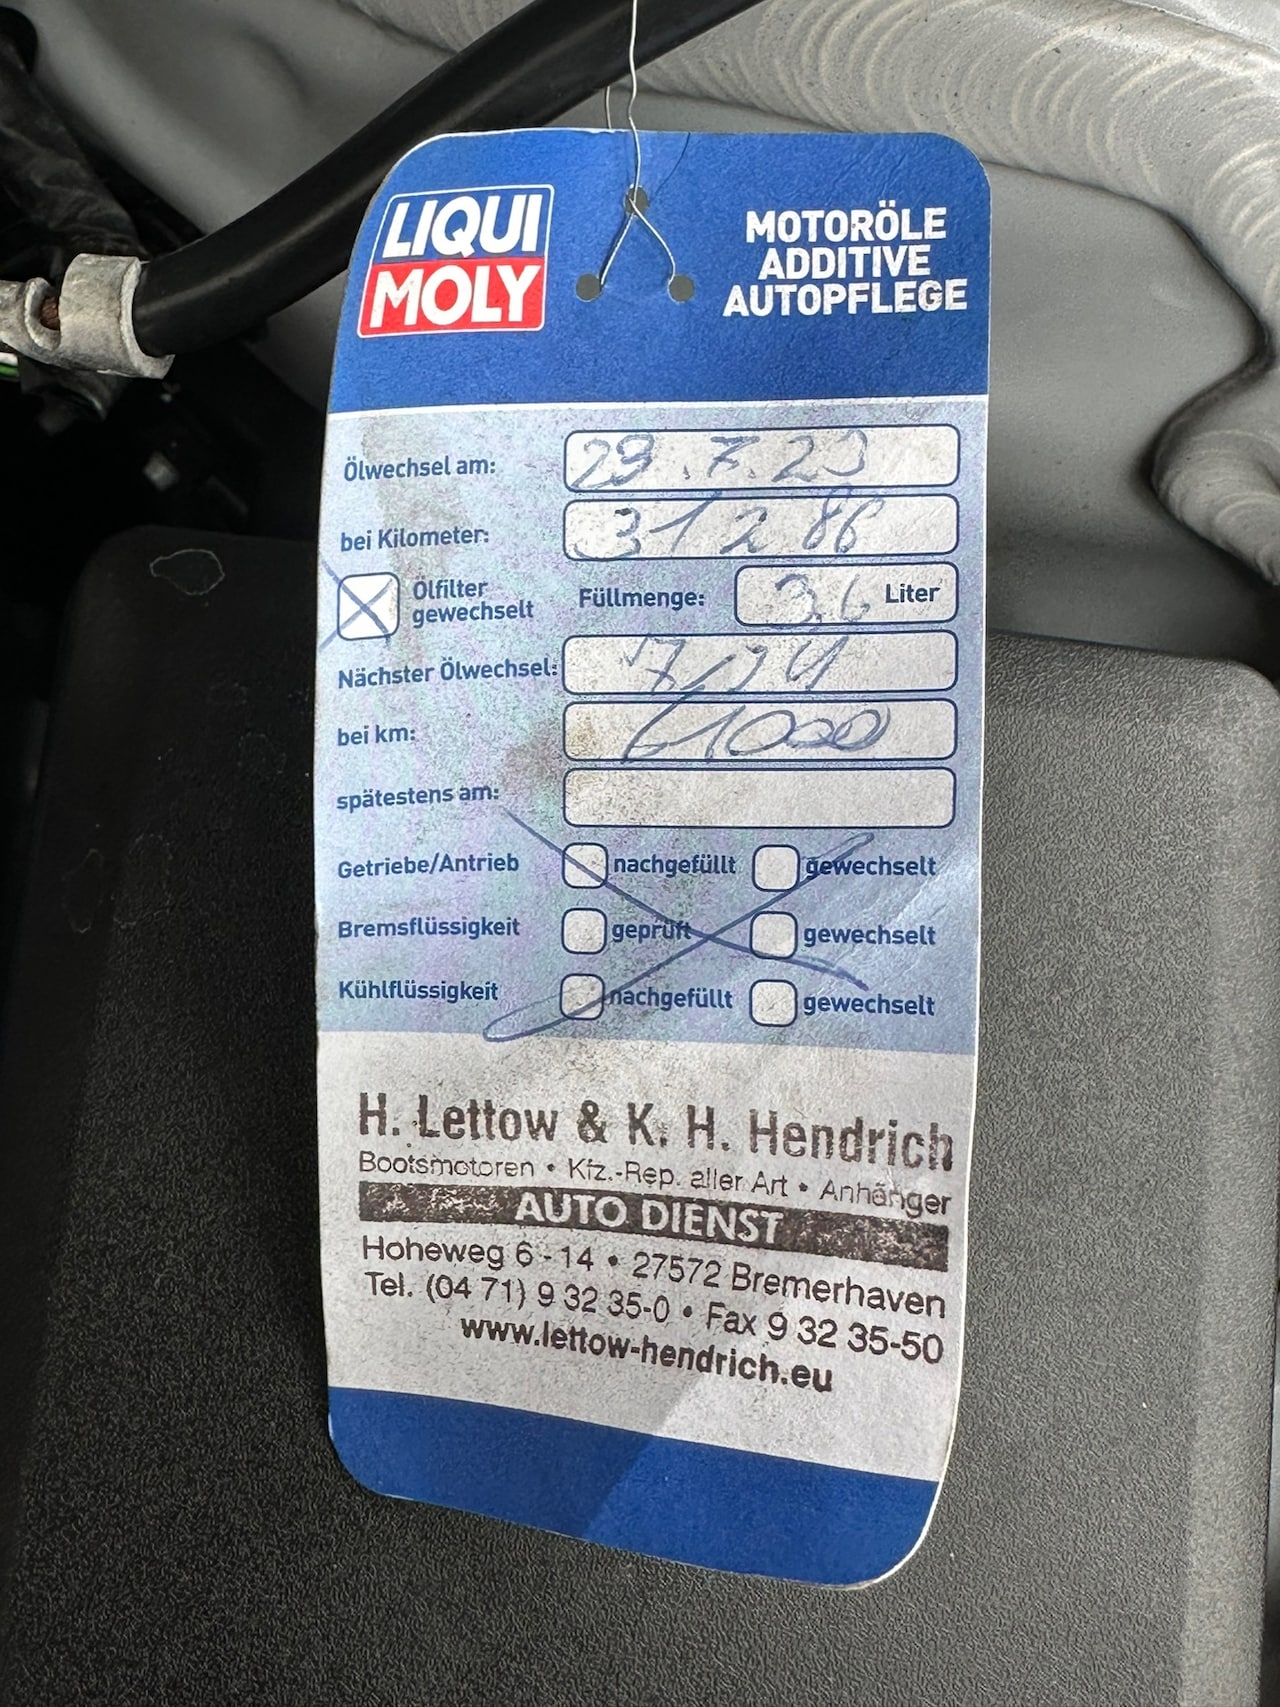 LIQUI
MOLY
MOTORÖLE
ADDITIVE
AUTOPFLEGE
Ölwechsel am: 28.7.23
bei Kilometer: 31286
Ölfilter
gewechselt
Füllmenge: 3,6 Liter
Nächster Ölwechsel: 7/24
bei km: 61000
spätestens am:
Getriebe/Antrieb nachgefüllt gewechselt
Bremsflüssigkeit geprüft gewechselt
Kühlflüssigkeit nachgefüllt gewechselt
H. Lettow & K. H. Hendrich
Bootsmotoren • Kfz.-Rep. aller Art • Anhänger
AUTO DIENST
Hoheweg 6 - 14 • 27572 Bremerhaven
Tel. (04 71) 9 32 35-0 • Fax 9 32 35-50
www.lettow-hendrich.eu